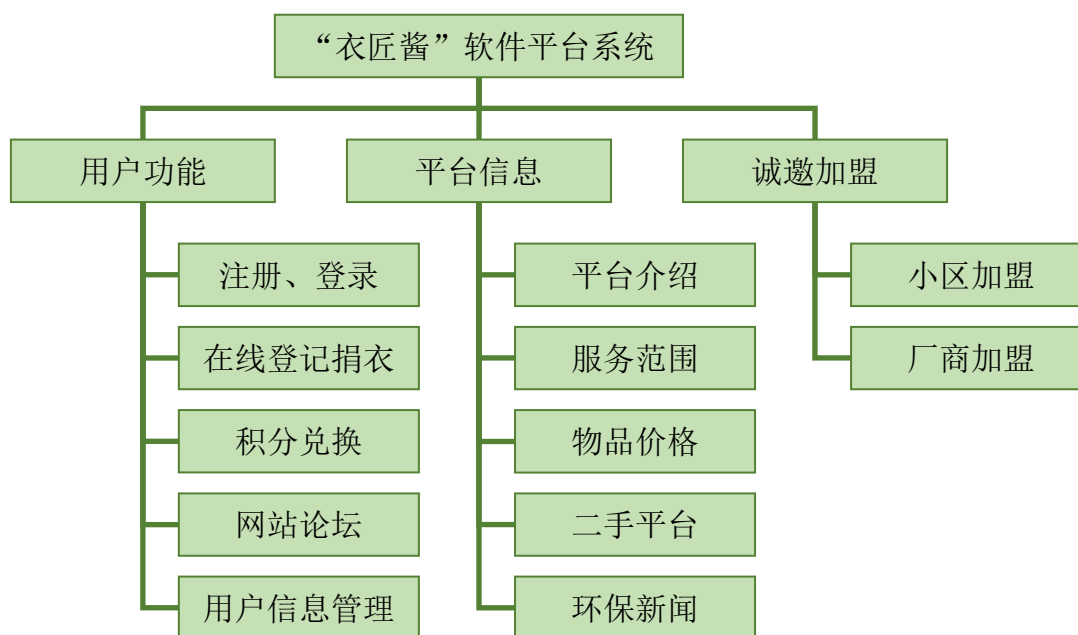 “衣匠酱”软件平台系统
用户功能
平台信息
诚邀加盟
注册、登录
平台介绍
小区加盟
在线登记捐衣
服务范围
厂商加盟
积分兑换
物品价格
网站论坛
二手平台
用户信息管理
环保新闻